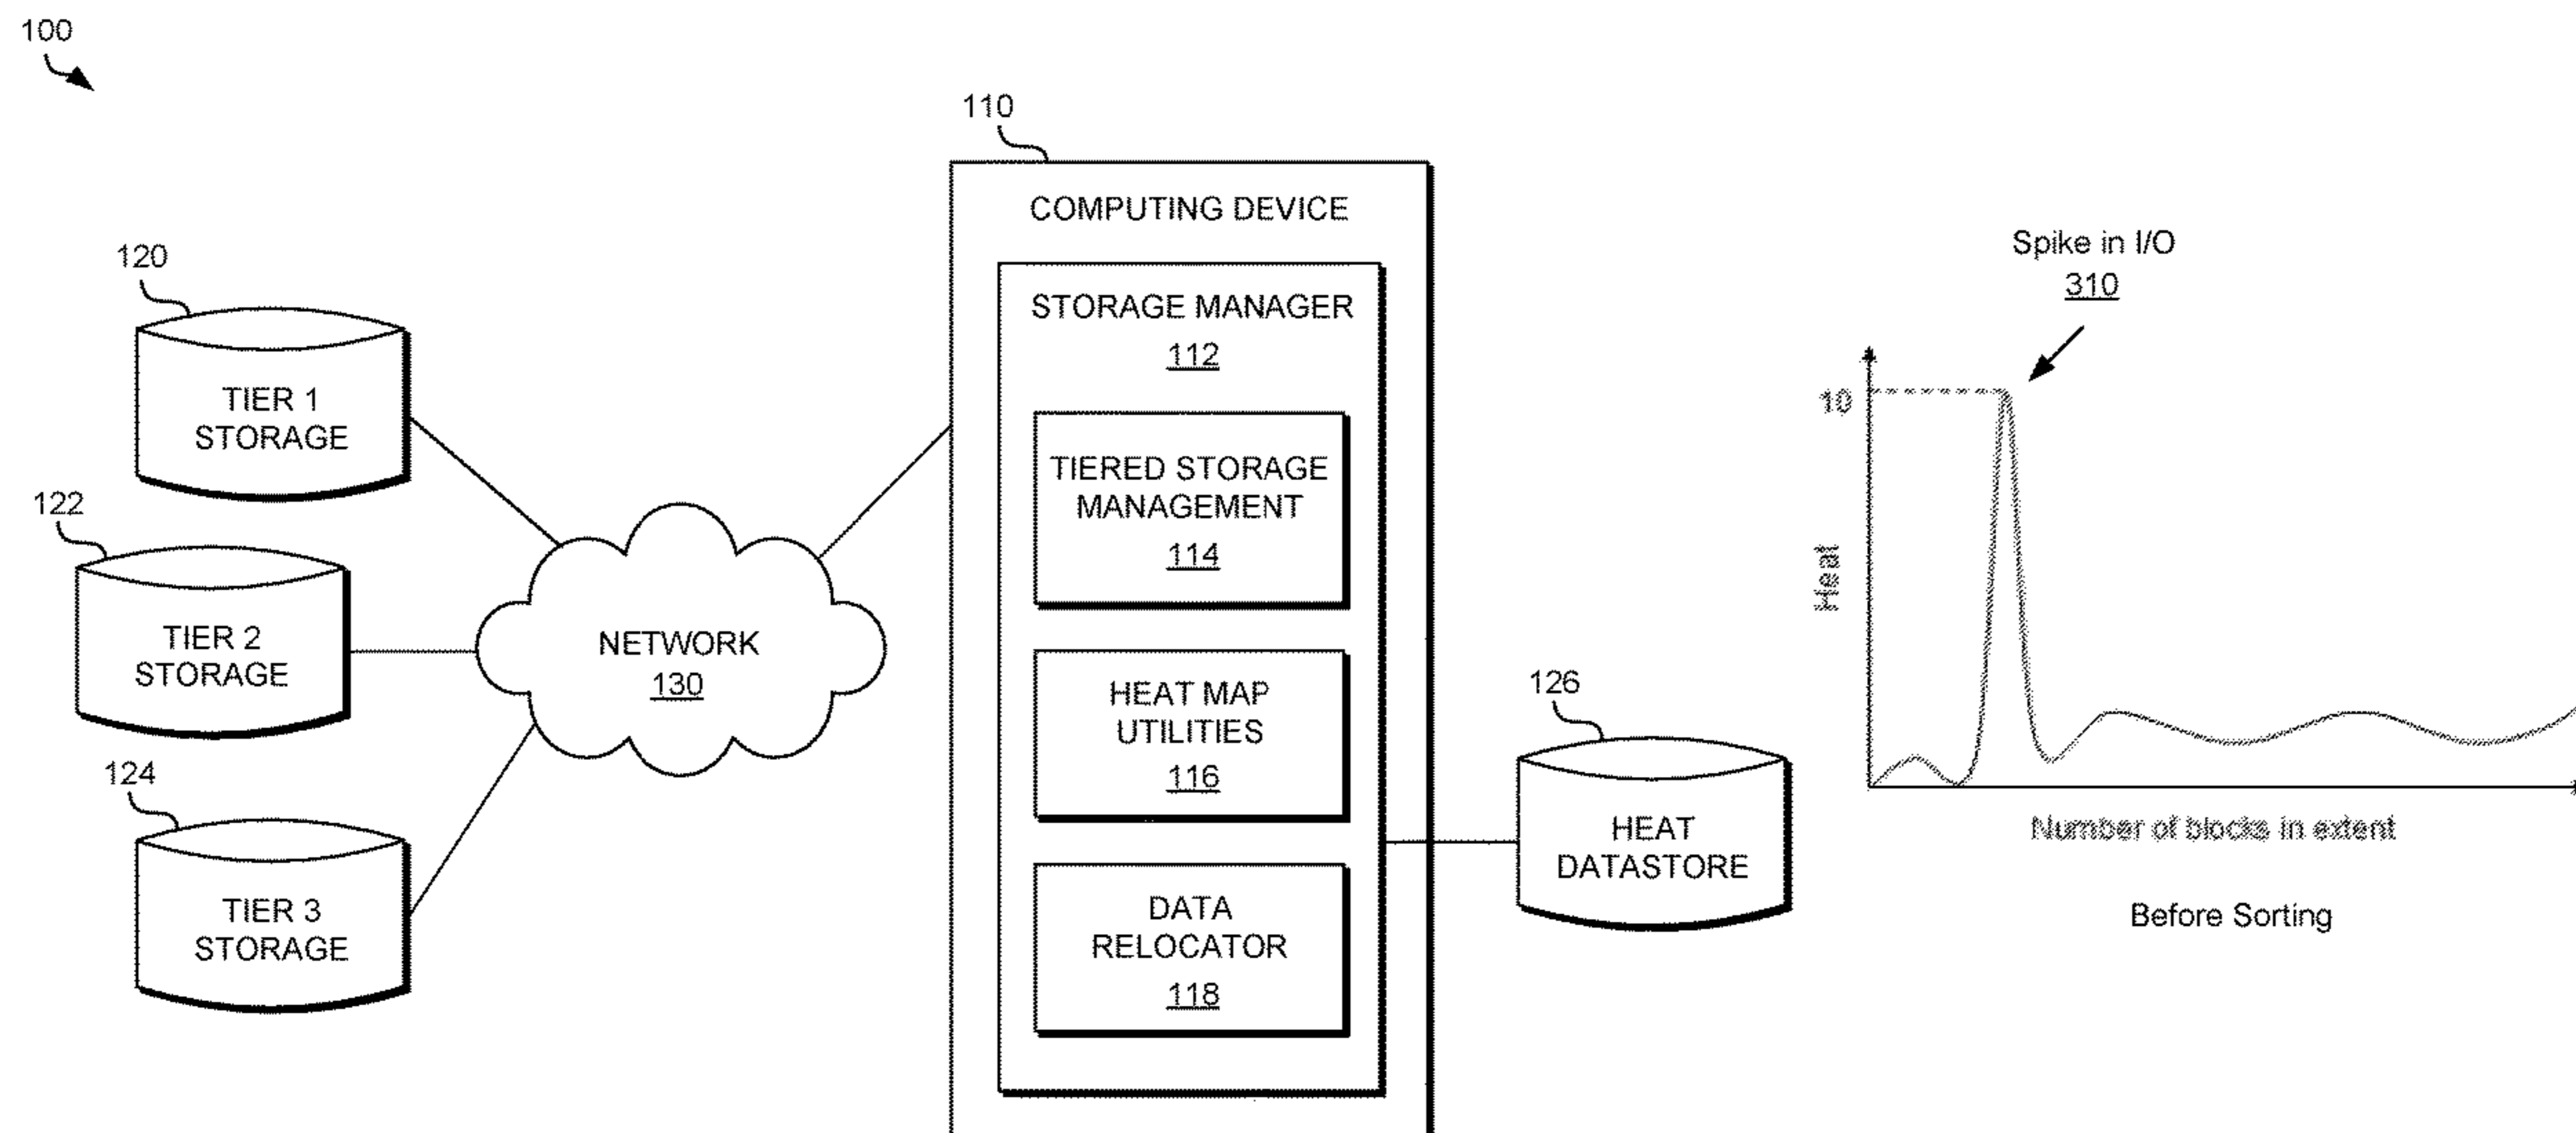 100
110
COMPUTING DEVICE
STORAGE MANAGER
112
TIERED STORAGE
MANAGEMENT
114
HEAT MAP
UTILITIES
116
DATA
RELOCATOR
118
120
TIER 1
STORAGE
122
TIER 2
STORAGE
124
TIER 3
STORAGE
NETWORK
130
126
HEAT
DATASTORE
Spike in I/O
310
10
Heat
Number of blocks in extent
Before Sorting